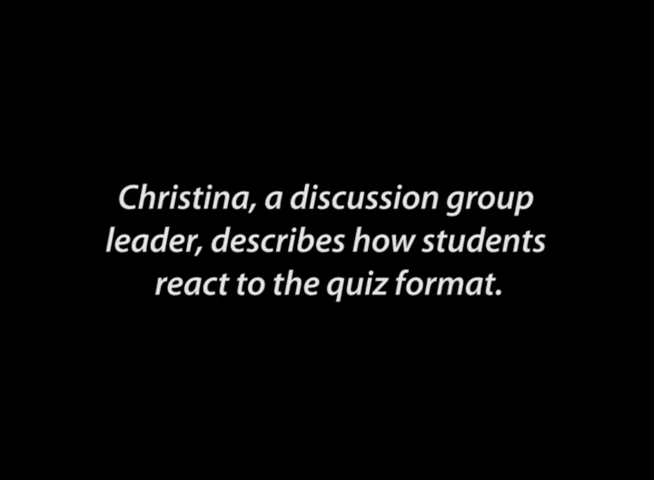 Christina, a discussion group
leader, describes how students
react to the quiz format.